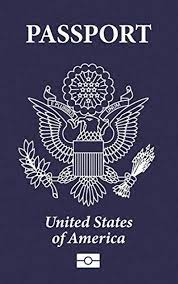 PASSPORT
United States
of America